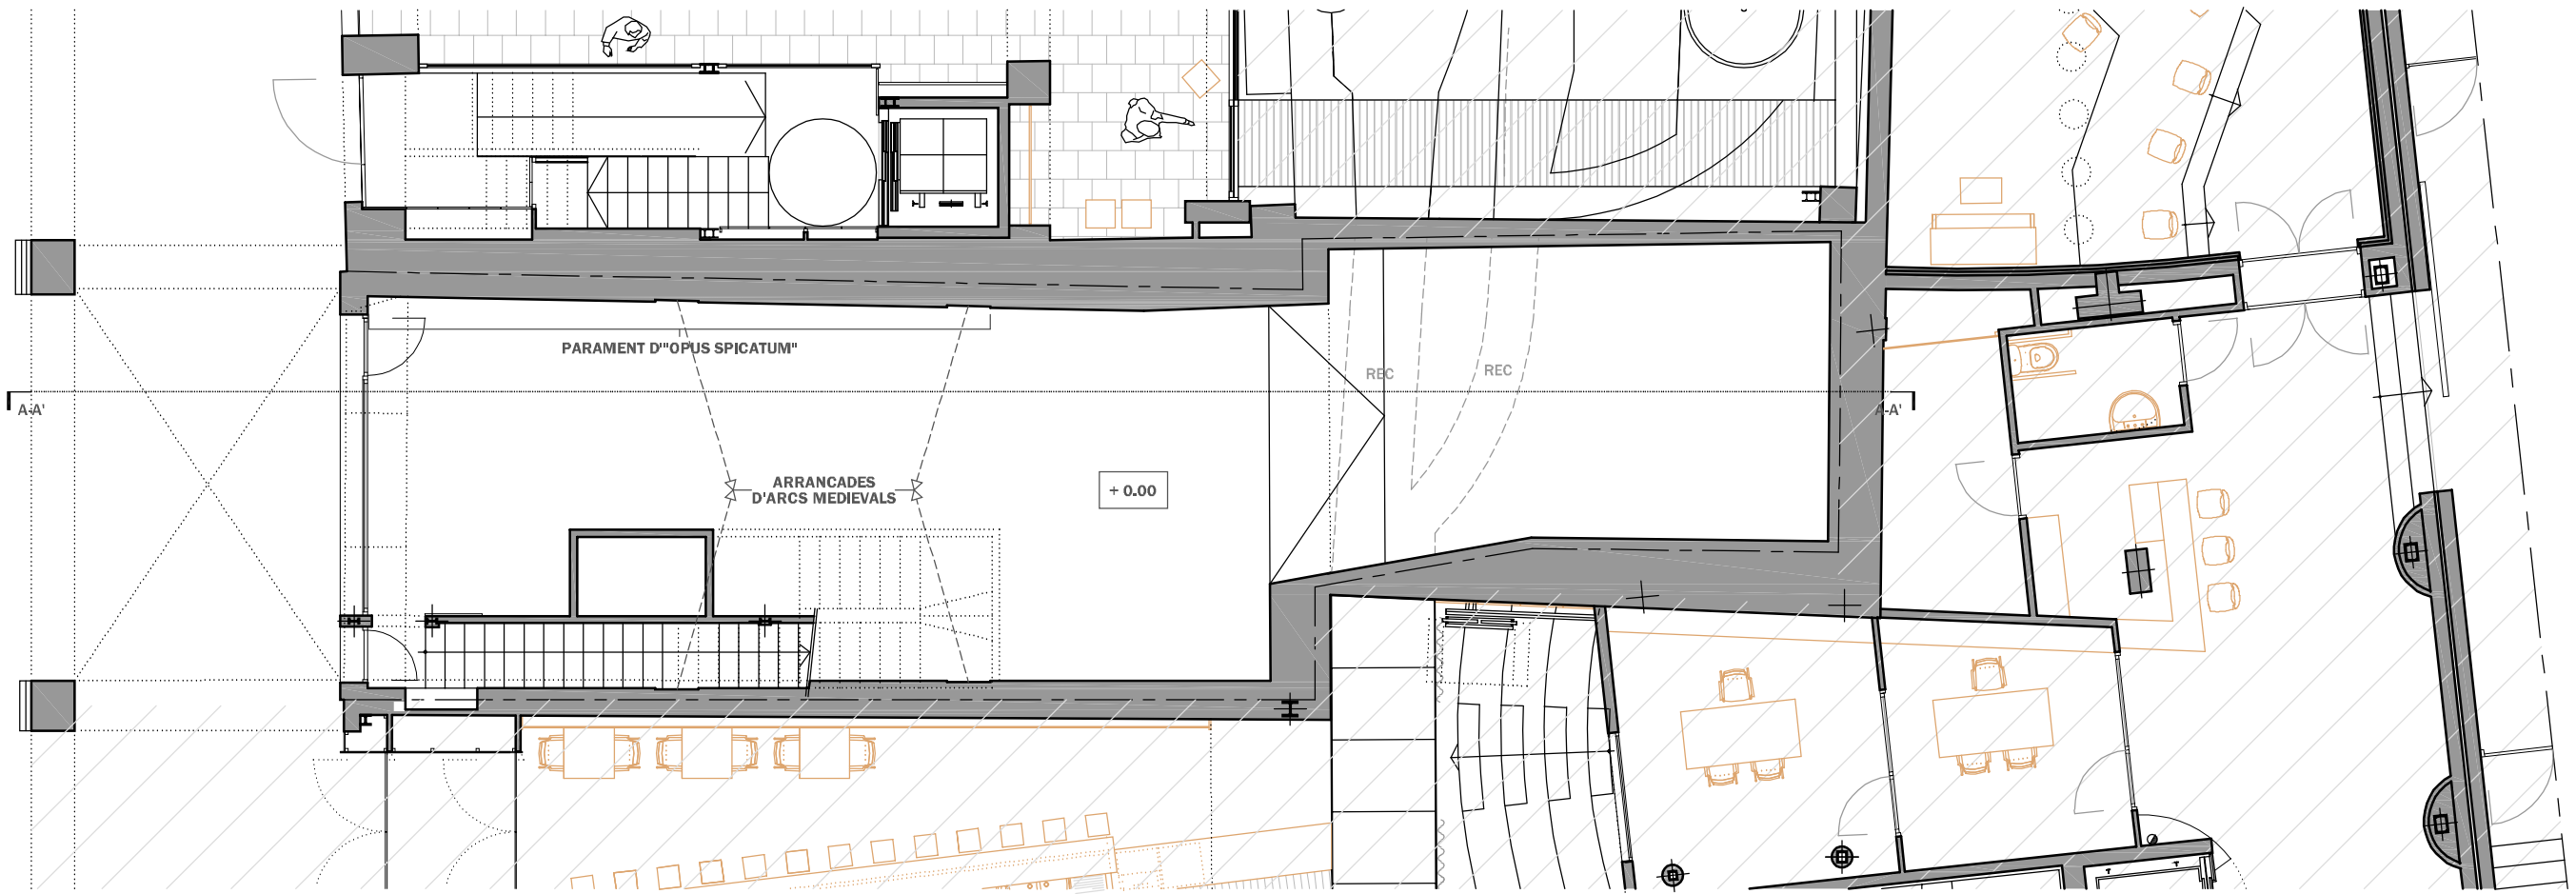 PARAMENT D'"OPUS SPICATUM"
REC
REC
A-A'
A-A'
ARRANCADES
D'ARCS MEDIEVALS
+ 0.00